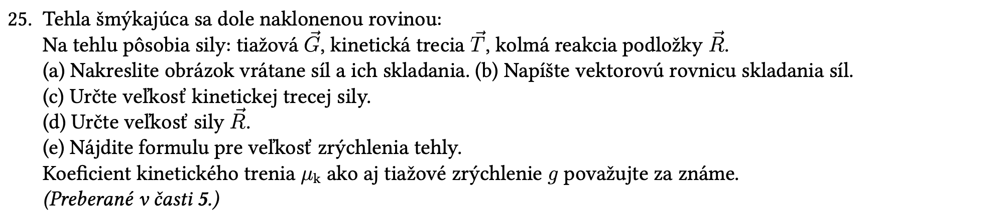 25. Tehla šmýkajúca sa dole naklonenou rovinou:
Na tehlu pôsobia sily: tiažová $\vec{G}$, kinetická trecia $\vec{T}$, kolmá reakcia podložky $\vec{R}$.
(a) Nakreslite obrázok vrátane síl a ich skladania. (b) Napíšte vektorovú rovnicu skladania síl.
(c) Určte veľkosť kinetickej trecej sily.
(d) Určte veľkosť sily $\vec{R}$.
(e) Nájdite formulu pre veľkosť zrýchlenia tehly.
Koeficient kinetického trenia $\mu_{\mathrm{k}}$ ako aj tiažové zrýchlenie $g$ považujte za známe.
(Preberané v časti 5.)